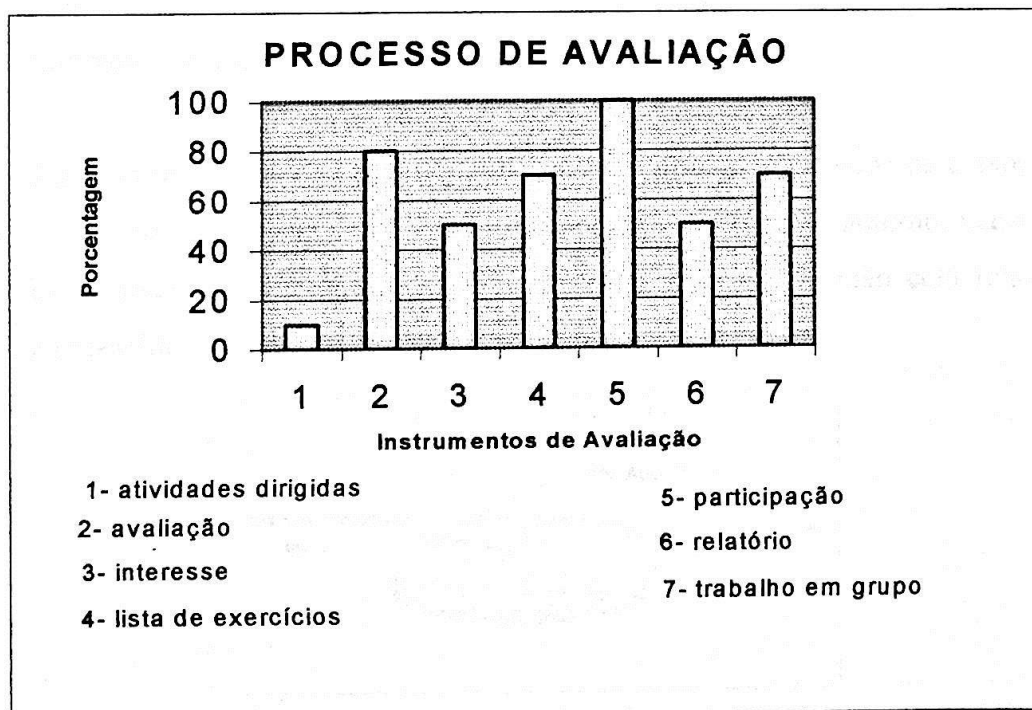 PROCESSO DE AVALIAÇÃO
100
80
60
40
20
0
Porcentagem
1 2 3 4 5 6 7
Instrumentos de Avaliação
1- atividades dirigidas
2- avaliação
3- interesse
4- lista de exercícios
5- participação
6- relatório
7- trabalho em grupo